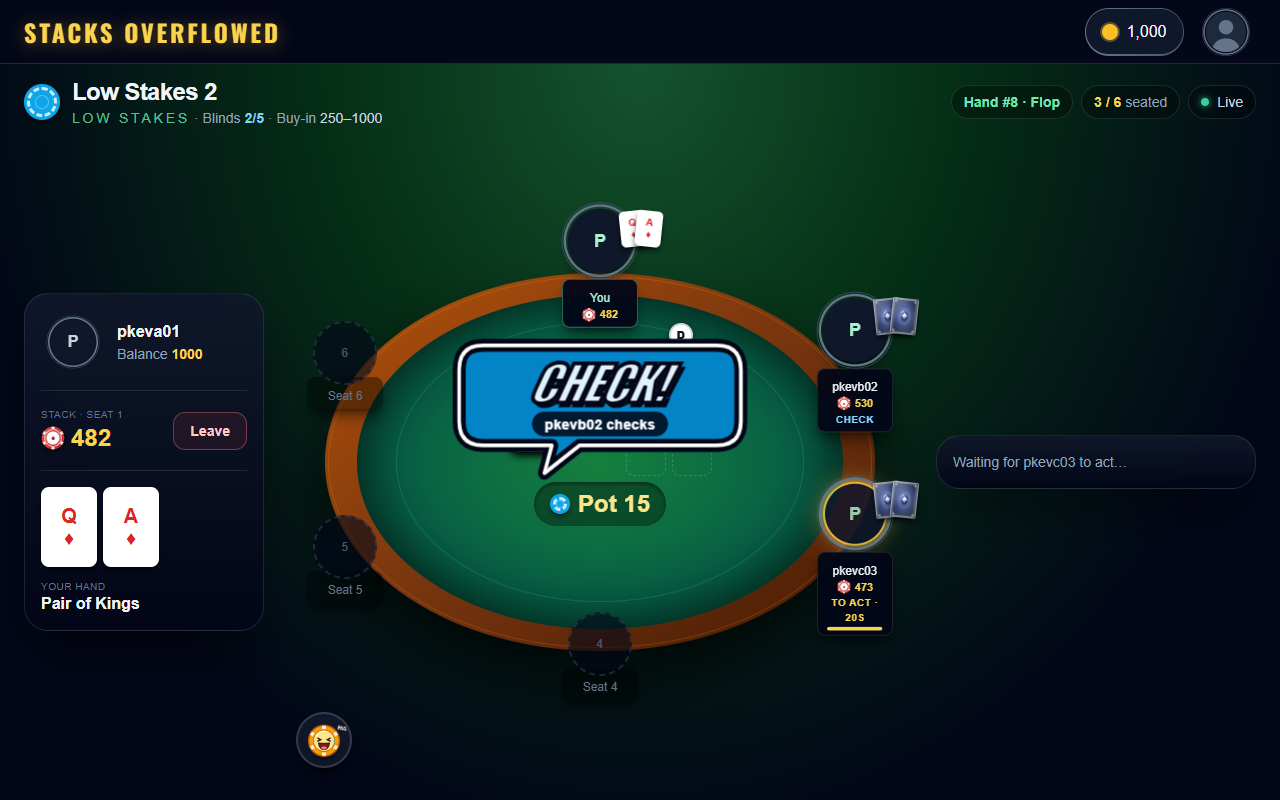 STACKS OVERFLOWED
1,000
Low Stakes 2
LOW STAKES · Blinds 2/5 · Buy-in 250–1000
Hand #8 · Flop
3 / 6 seated
Live
P
Q
A
You
482
D
P
pkeva01
Balance 1000
STACK · SEAT 1
482
Leave
Q
A
YOUR HAND
Pair of Kings
6
Seat 6
CHECK!
pkevb02 checks
Pot 15
P
pkevb02
530
CHECK
Waiting for pkevc03 to act…
P
pkevc03
473
TO ACT ·
20S
5
Seat 5
4
Seat 4
HA